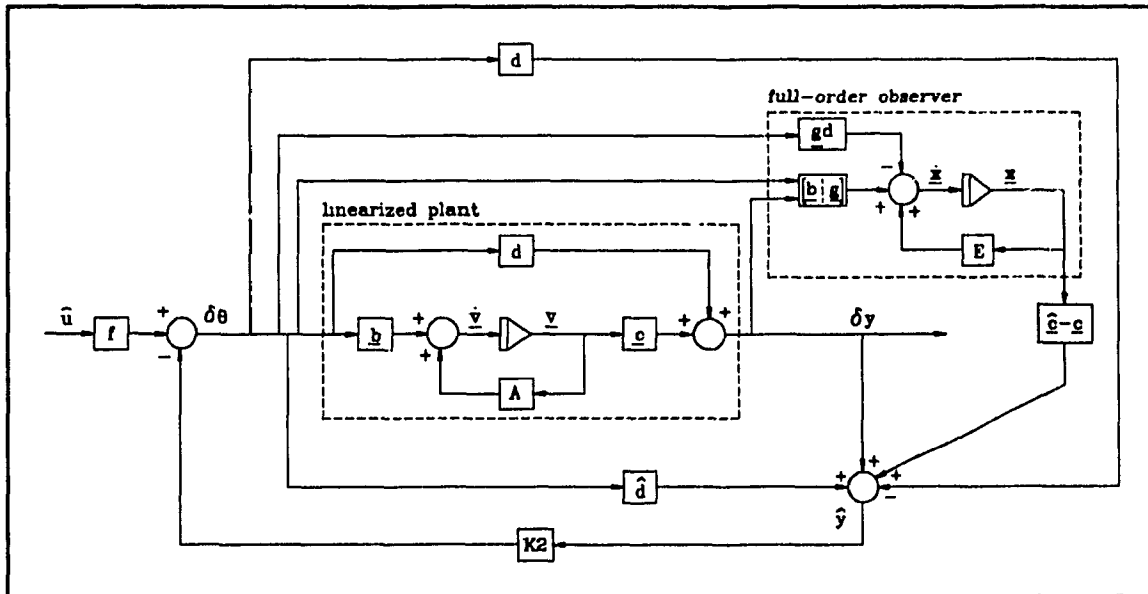 d
full-order observer
gd
−
[b ¦ g]
+ +
ẋ
x
E
linearized plant
d
û
f
+
−
δθ
b
+
+
v̇
v
c
+
+
A
δy
ĉ-c
d̂
+
+
+
−
ŷ
K2